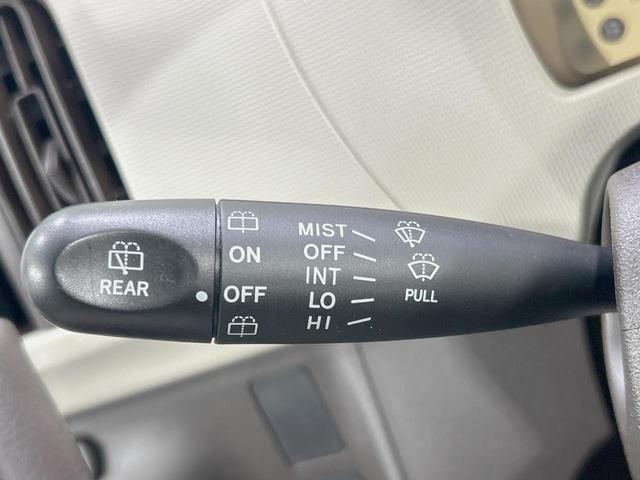 REAR
ON
OFF
MIST
OFF
INT
LO
HI
PULL